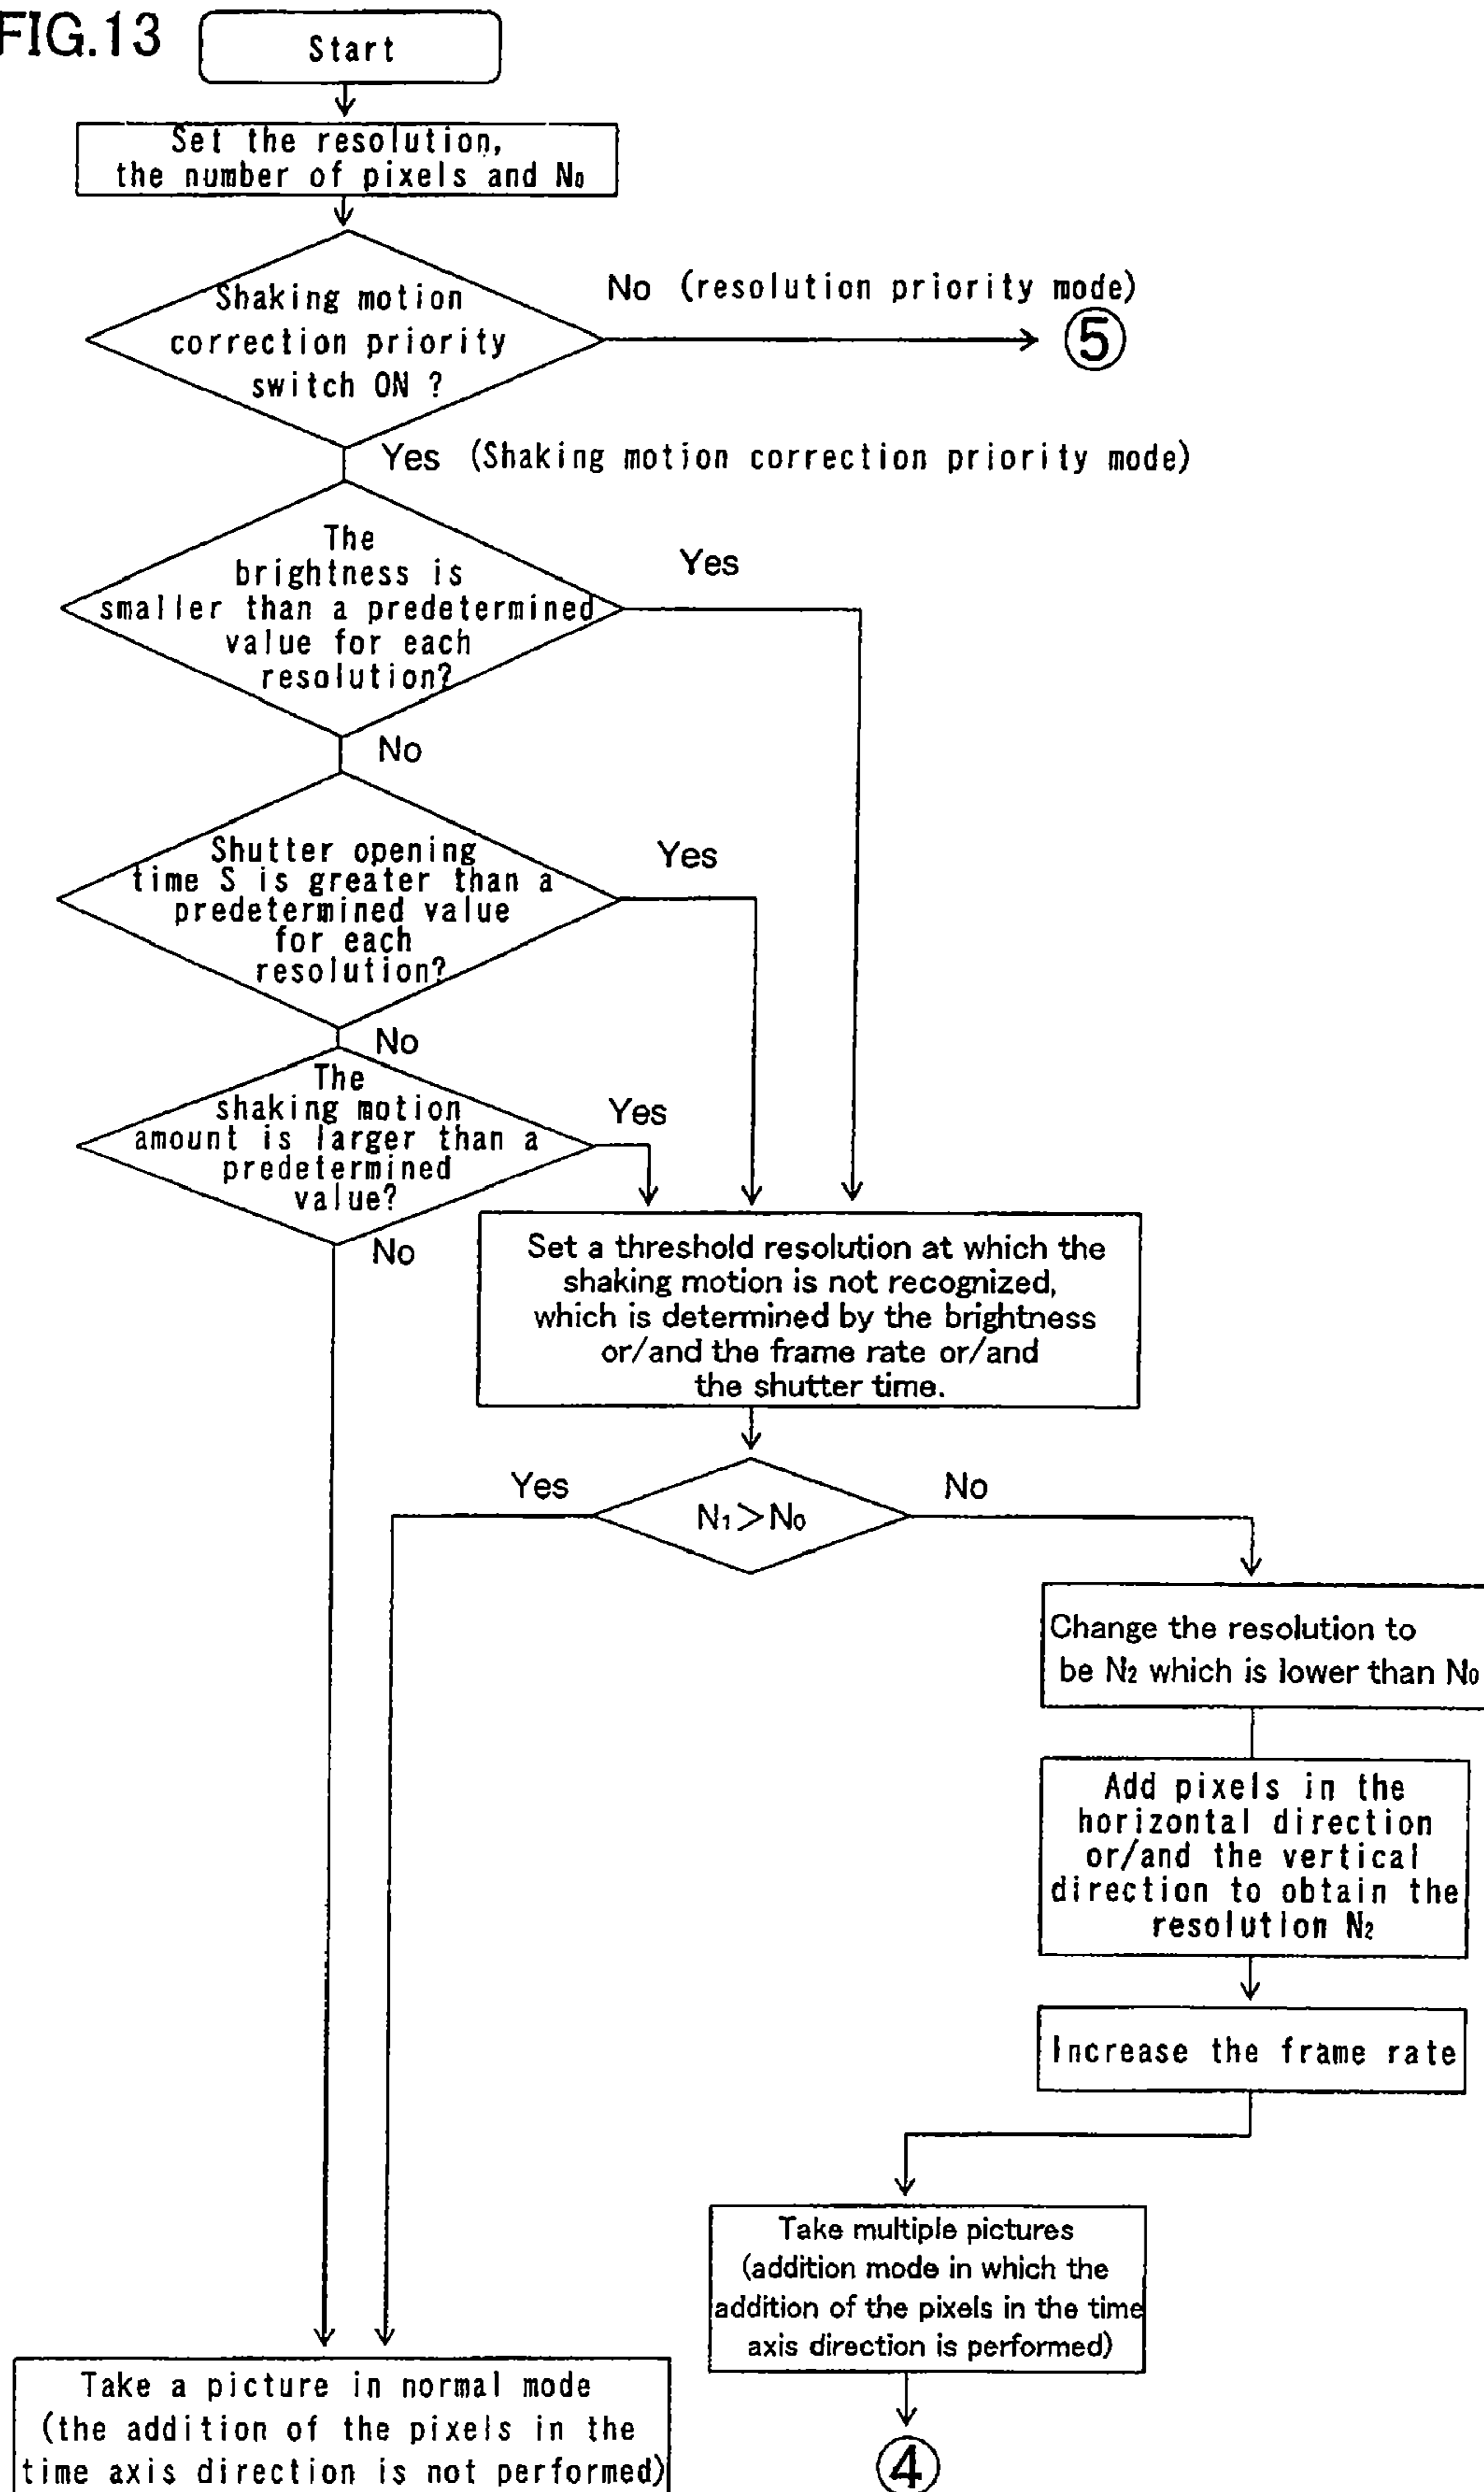 FIG.13
Start
Set the resolution,
the number of pixels and N₀
Shaking motion
correction priority
switch ON ?
No (resolution priority mode)
⑤
Yes (Shaking motion correction priority mode)
The
brightness is
smaller than a predetermined
value for each
resolution?
Yes
No
Shutter opening
time S is greater than a
predetermined value
for each
resolution?
Yes
No
The
shaking motion
amount is larger than a
predetermined
value?
Yes
No
Set a threshold resolution at which the
shaking motion is not recognized,
which is determined by the brightness
or/and the frame rate or/and
the shutter time.
Yes
N₁>N₀
No
Change the resolution to
be N₂ which is lower than N₀
Add pixels in the
horizontal direction
or/and the vertical
direction to obtain the
resolution N₂
Increase the frame rate
Take multiple pictures
(addition mode in which the
addition of the pixels in the time
axis direction is performed)
④
Take a picture in normal mode
(the addition of the pixels in the
time axis direction is not performed)